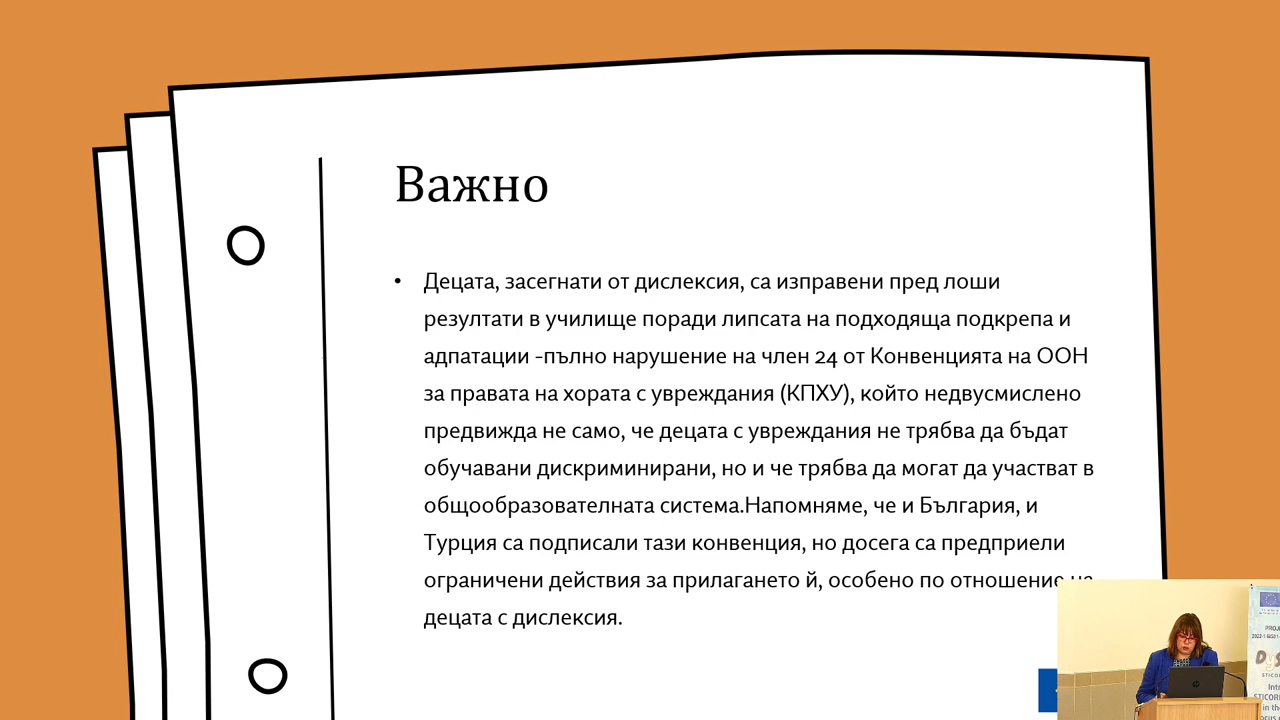 Важно
• Децата, засегнати от дислексия, са изправени пред лоши
резултати в училище поради липсата на подходяща подкрепа и
адпатации -пълно нарушение на член 24 от Конвенцията на ООН
за правата на хората с увреждания (КПХУ), който недвусмислено
предвижда не само, че децата с увреждания не трябва да бъдат
обучавани дискриминирани, но и че трябва да могат да участват в
общообразователната система.Напомняме, че и България, и
Турция са подписали тази конвенция, но досега са предприели
ограничени действия за прилагането й, особено по отношение на
децата с дислексия.